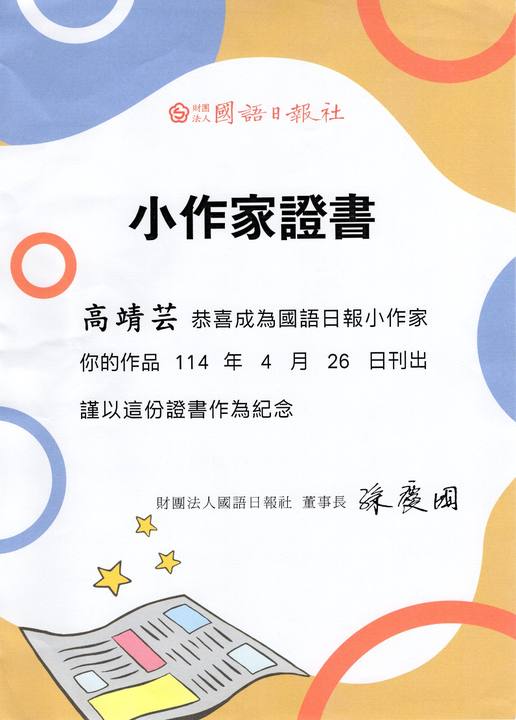 財團法人 國語日報社
小作家證書
高靖芸 恭喜成為國語日報小作家
你的作品 114 年 4 月 26 日刊出
謹以這份證書作為紀念
財團法人國語日報社 董事長 孫慶國